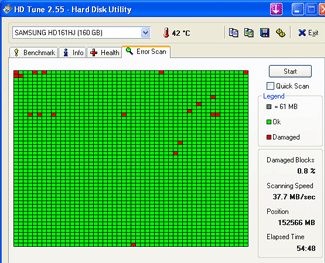 HD Tune 2.55 - Hard Disk Utility
SAMSUNG HD161HJ (160 GB)
42 °C
Exit
Benchmark
Info
Health
Error Scan
Start
Quick Scan
Legend
= 61 MB
Ok
Damaged
Damaged Blocks
0.8 %
Scanning Speed
37.7 MB/sec
Position
152566 MB
Elapsed Time
54:48